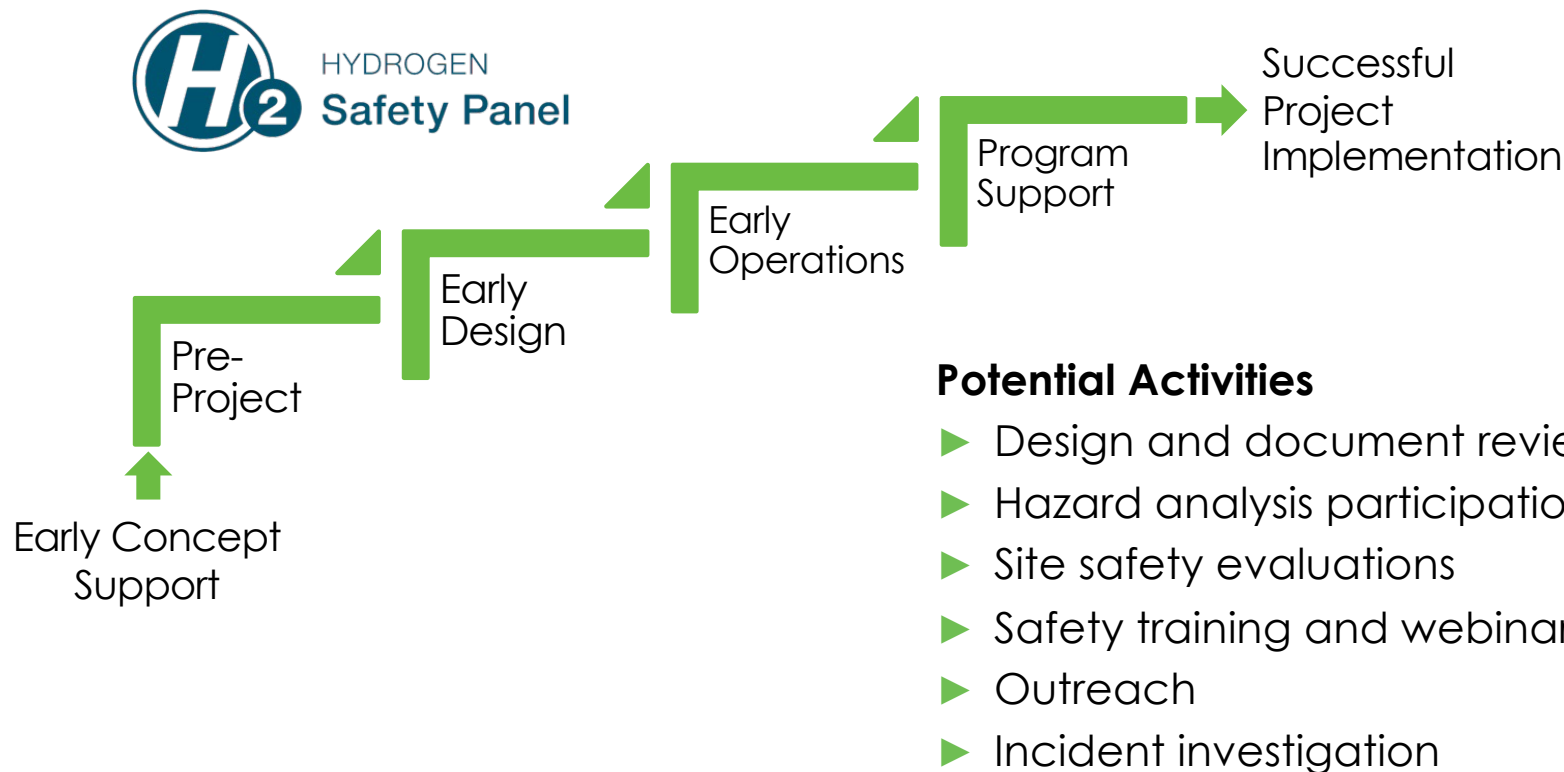 H2
HYDROGEN
Safety Panel
Successful
Project
Implementation
Program
Support
Early
Operations
Early
Design
Pre-
Project
Early Concept
Support
Potential Activities
► Design and document revie
► Hazard analysis participatio
► Site safety evaluations
► Safety training and webinar
► Outreach
► Incident investigation